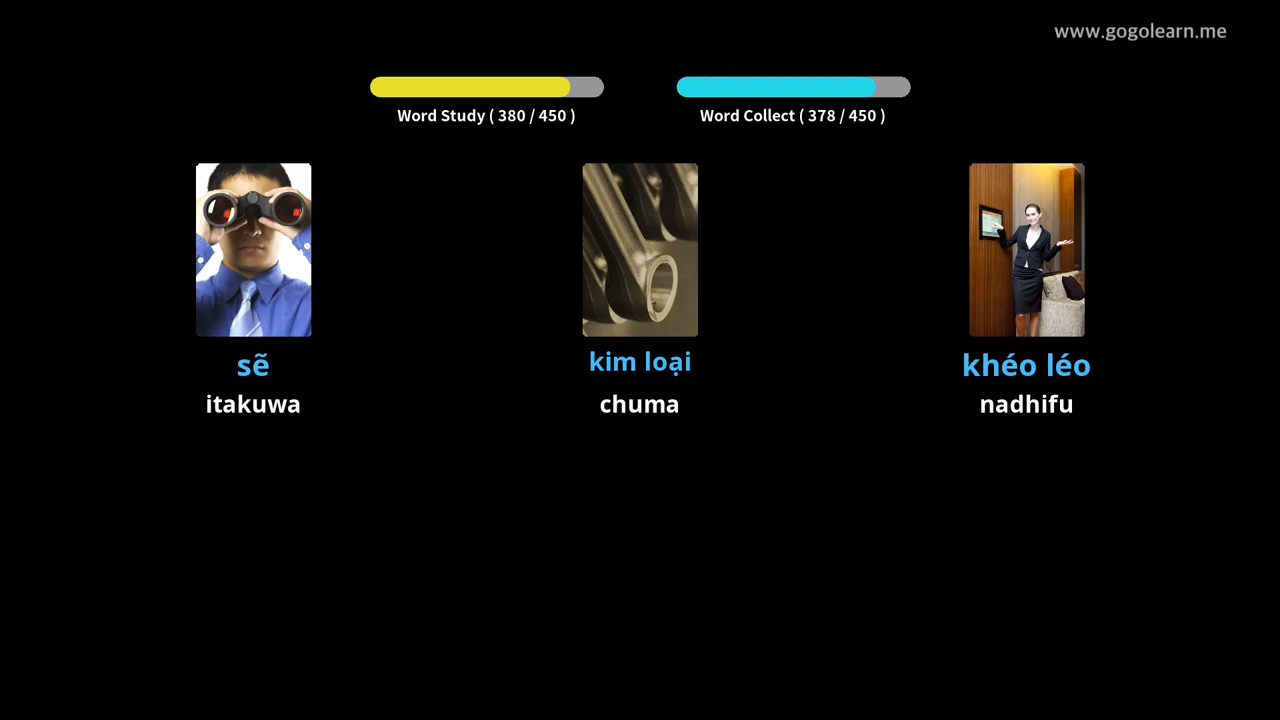 www.gogolearn.me
Word Study ( 380 / 450 )
Word Collect ( 378 / 450 )
sẽ
itakuwa
kim loại
chuma
khéo léo
nadhifu